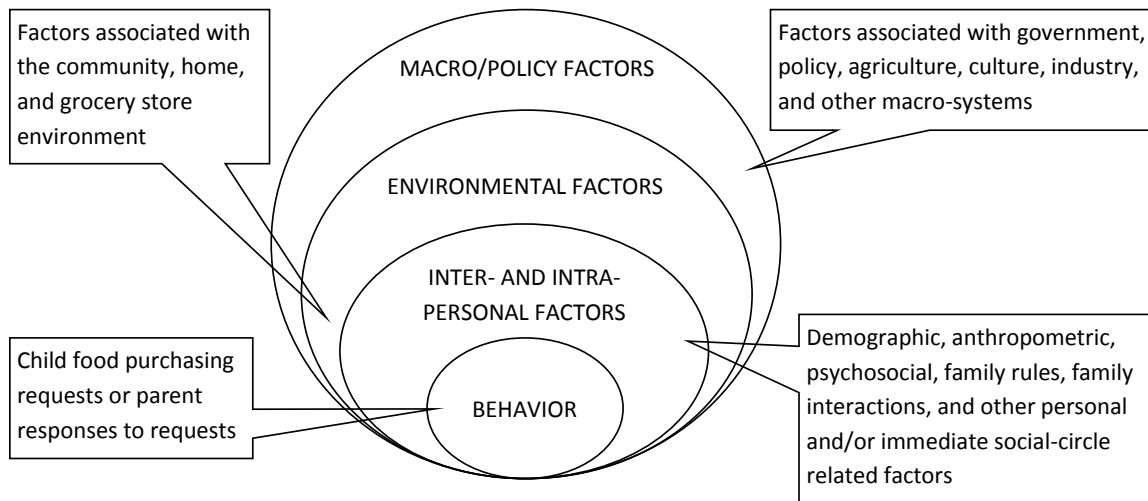 Factors associated with
the community, home,
and grocery store
environment
MACRO/POLICY FACTORS
Factors associated with government,
policy, agriculture, culture, industry,
and other macro-systems
ENVIRONMENTAL FACTORS
INTER- AND INTRA-
PERSONAL FACTORS
Child food purchasing
requests or parent
responses to requests
BEHAVIOR
Demographic, anthropometric,
psychosocial, family rules, family
interactions, and other personal
and/or immediate social-circle
related factors